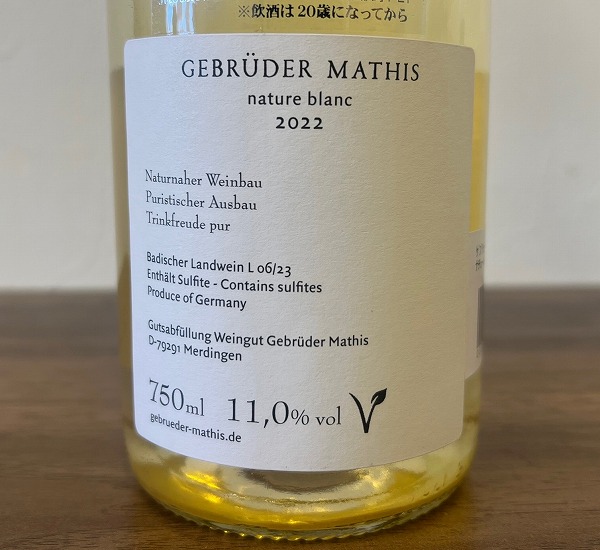 ※飲酒は20歳になってから
GEBRÜDER MATHIS
nature blanc
2022
Naturnaher Weinbau
Puristischer Ausbau
Trinkfreude pur
Badischer Landwein L 06/23
Enthält Sulfite - Contains sulfites
Produce of Germany
Gutsabfüllung Weingut Gebrüder Mathis
D-79291 Merdingen
750ml 11,0% vol
gebrueder-mathis.de